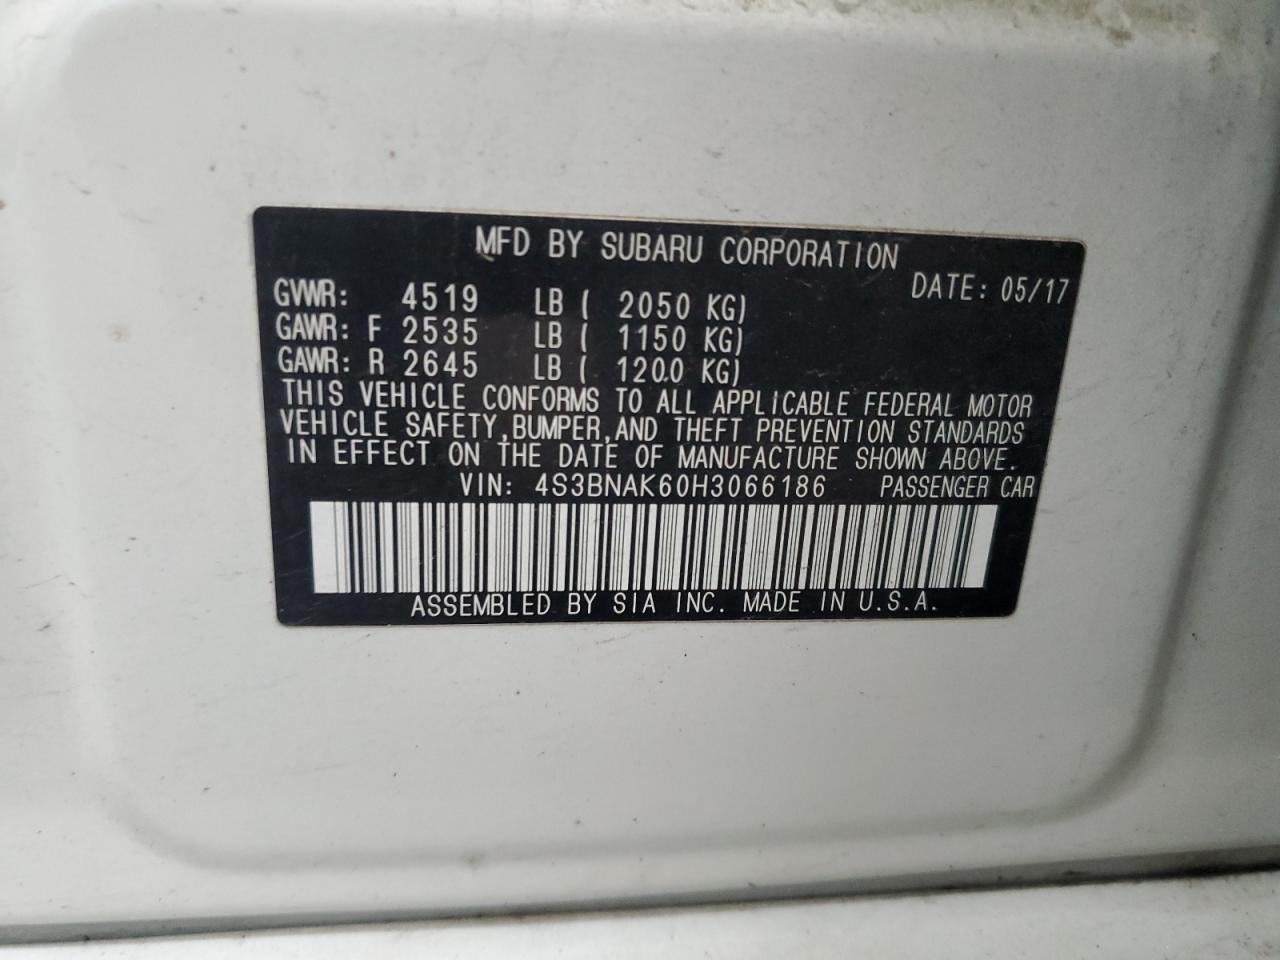 MFD BY SUBARU CORPORATION
DATE: 05/17
GVWR: 4519 LB ( 2050 KG)
GAWR: F 2535 LB ( 1150 KG)
GAWR: R 2645 LB ( 1200 KG)
THIS VEHICLE CONFORMS TO ALL APPLICABLE FEDERAL MOTOR
VEHICLE SAFETY,BUMPER,AND THEFT PREVENTION STANDARDS
IN EFFECT ON THE DATE OF MANUFACTURE SHOWN ABOVE.
VIN: 4S3BNAK60H3066186 PASSENGER CAR
ASSEMBLED BY SIA INC. MADE IN U.S.A.